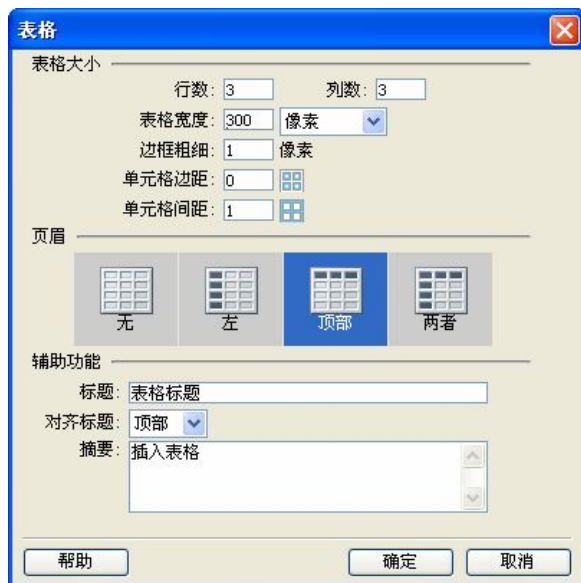 表格
表格大小
行数: 3 列数: 3
表格宽度: 300 像素
边框粗细: 1 像素
单元格边距: 0
单元格间距: 1
页眉
无 左 顶部 两者
辅助功能
标题: 表格标题
对齐标题: 顶部
摘要: 插入表格
帮助 确定 取消